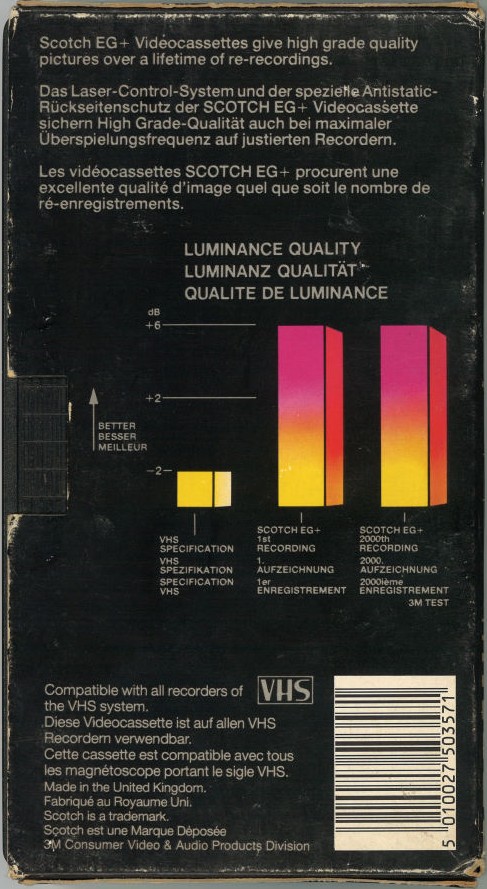 Scotch EG+ Videocassettes give high grade quality
pictures over a lifetime of re-recordings.
Das Laser-Control-System und der spezielle Antistatic-
Rückseitenschutz der SCOTCH EG+ Videocassette
sichern High Grade-Qualität auch bei maximaler
Überspielungsfrequenz auf justierten Recordern.
Les vidéocassettes SCOTCH EG+ procurent une
excellente qualité d'image quel que soit le nombre de
ré-enregistrements.
LUMINANCE QUALITY
LUMINANZ QUALITÄT
QUALITE DE LUMINANCE
dB
+6
+2
BETTER
BESSER
MEILLEUR
-2
VHS
SPECIFICATION
VHS
SPEZIFIKATION
SPECIFICATION
VHS
SCOTCH EG+
1st
RECORDING
1.
AUFZEICHNUNG
1er
ENREGISTREMENT
SCOTCH EG+
2000th
RECORDING
2000.
AUFZEICHNUNG
2000ième
ENREGISTREMENT
3M TEST
Compatible with all recorders of
the VHS system.
VHS
Diese Videocassette ist auf allen VHS
Recordern verwendbar.
Cette cassette est compatible avec tous
les magnétoscope portant le sigle VHS.
Made in the United Kingdom.
Fabriqué au Royaume Uni.
Scotch is a trademark.
Scotch est une Marque Déposée
3M Consumer Video & Audio Products Division
5 010027 503571